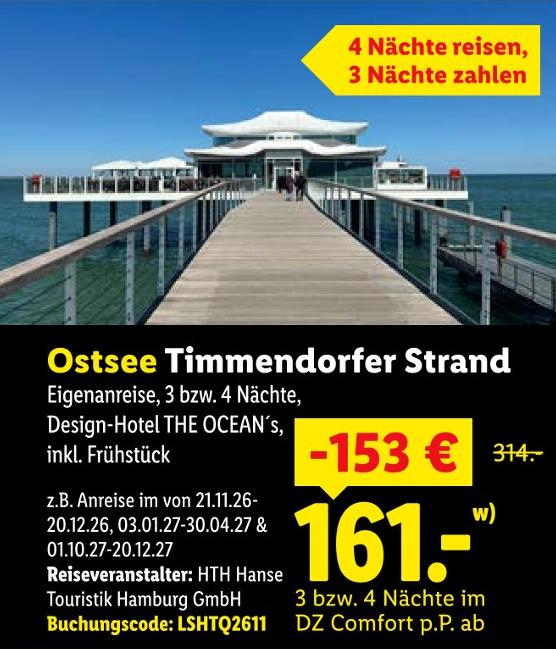 4 Nächte reisen,
3 Nächte zahlen
Ostsee Timmendorfer Strand
Eigenanreise, 3 bzw. 4 Nächte,
Design-Hotel THE OCEAN´s,
inkl. Frühstück
-153 €
314.-
z.B. Anreise im von 21.11.26-
20.12.26, 03.01.27-30.04.27 &
01.10.27-20.12.27
Reiseveranstalter: HTH Hanse
Touristik Hamburg GmbH
Buchungscode: LSHTQ2611
161.- w)
3 bzw. 4 Nächte im
DZ Comfort p.P. ab